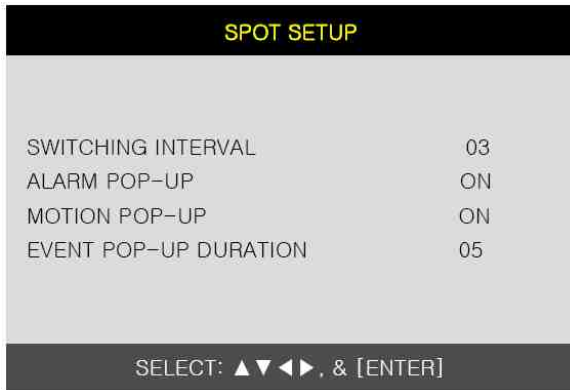 SPOT SETUP
SWITCHING INTERVAL 03
ALARM POP-UP ON
MOTION POP-UP ON
EVENT POP-UP DURATION 05
SELECT: ▲▼◀▶, & [ENTER]